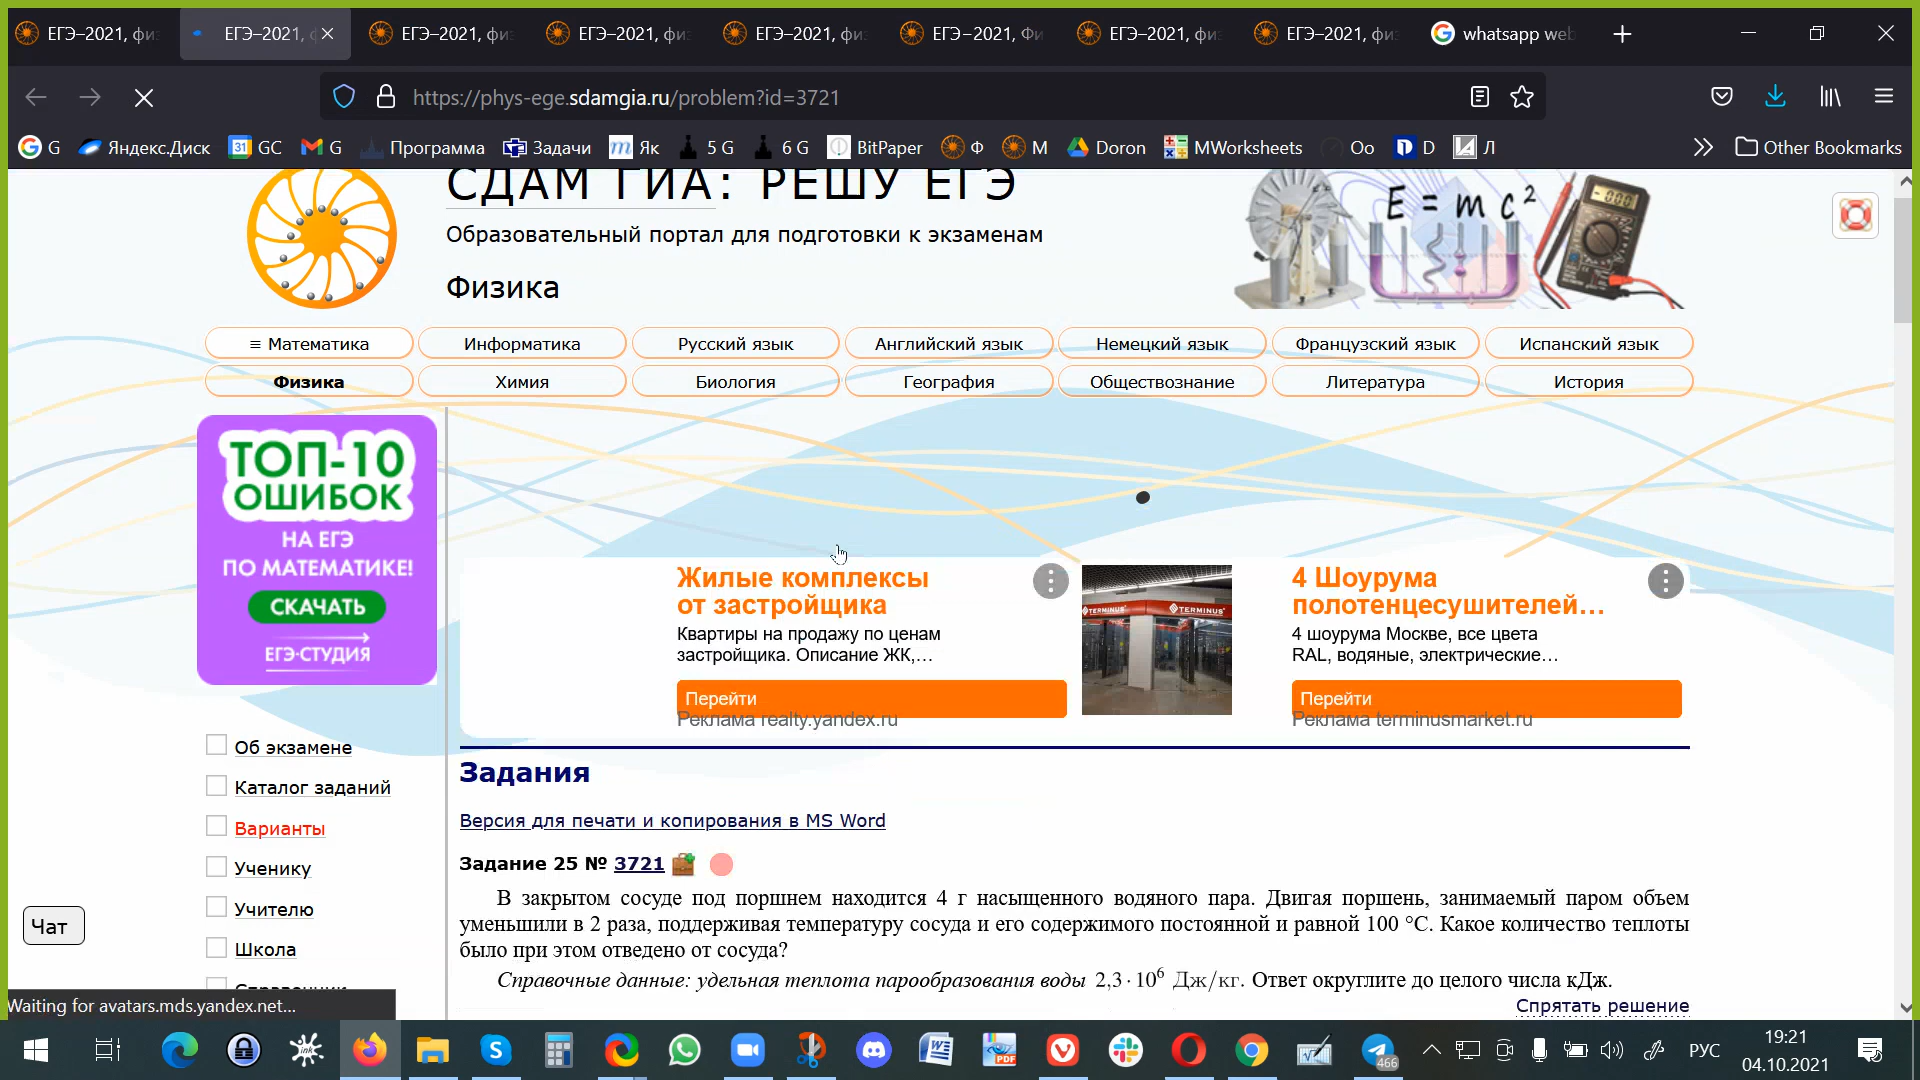 ЕГЭ–2021, фи
ЕГЭ–2021, ф
ЕГЭ–2021, фи
ЕГЭ–2021, фи
ЕГЭ–2021, фи
ЕГЭ–2021, Ф
ЕГЭ–2021, фи
ЕГЭ–2021, фи
whatsapp web
https://phys-ege.sdamgia.ru/problem?id=3721
G
Яндекс.Диск
31 GC
G
Программа
Задачи
m Як
5 G
6 G
BitPaper
Ф
М
Doron
MWorksheets
Oo
D D
Л
Other Bookmarks
СДАМ ГИА: РЕШУ ЕГЭ
Образовательный портал для подготовки к экзаменам
Физика
E = m c²
≡ Математика
Информатика
Русский язык
Английский язык
Немецкий язык
Французский язык
Испанский язык
Физика
Химия
Биология
География
Обществознание
Литература
История
ТОП-10
ОШИБОК
НА ЕГЭ
ПО МАТЕМАТИКЕ!
СКАЧАТЬ
ЕГЭ-СТУДИЯ
Жилые комплексы
от застройщика
Квартиры на продажу по ценам
застройщика. Описание ЖК,…
Перейти
Реклама realty.yandex.ru
TERMINUS
TERMINUS
4 Шоурума
полотенцесушителей…
4 шоурума Москве, все цвета
RAL, водяные, электрические…
Перейти
Реклама terminusmarket.ru
Об экзамене
Каталог заданий
Варианты
Ученику
Учителю
Школа
Справочник
Чат
Задания
Версия для печати и копирования в MS Word
Задание 25 № 3721
В закрытом сосуде под поршнем находится 4 г насыщенного водяного пара. Двигая поршень, занимаемый паром объем
уменьшили в 2 раза, поддерживая температуру сосуда и его содержимого постоянной и равной 100 °С. Какое количество теплоты
было при этом отведено от сосуда?
Справочные данные: удельная теплота парообразования воды 2,3 · 10⁶ Дж/кг. Ответ округлите до целого числа кДж.
Спрятать решение
Waiting for avatars.mds.yandex.net...
ink
PDF
466
РУС
19:21
04.10.2021